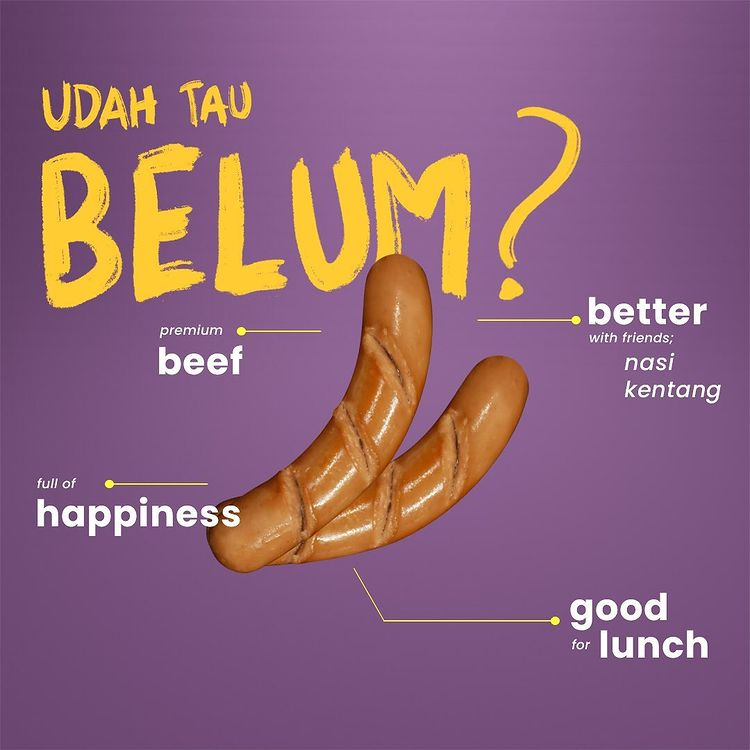 UDAH TAU
BELUM?
premium
beef
better
with friends;
nasi
kentang
full of
happiness
good
for lunch